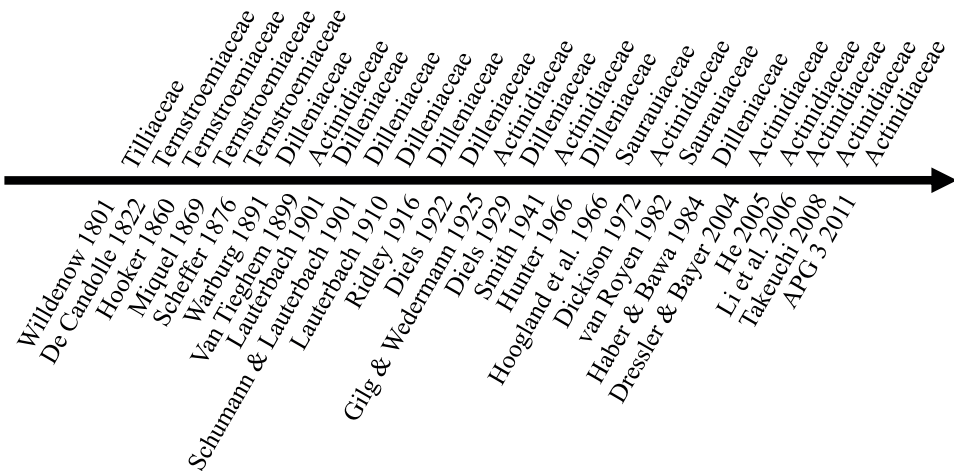 Tilliaceae
Ternstroemiaceae
Ternstroemiaceae
Ternstroemiaceae
Ternstroemiaceae
Dilleniaceae
Actinidiaceae
Dilleniaceae
Dilleniaceae
Dilleniaceae
Dilleniaceae
Dilleniaceae
Actinidiaceae
Dilleniaceae
Actinidiaceae
Dilleniaceae
Saurauiaceae
Actinidiaceae
Saurauiaceae
Dilleniaceae
Actinidiaceae
Actinidiaceae
Actinidiaceae
Actinidiaceae
Actinidiaceae
Willdenow 1801
De Candolle 1822
Hooker 1860
Miquel 1869
Scheffer 1876
Warburg 1891
Van Tieghem 1899
Lauterbach 1901
Schumann & Lauterbach 1901
Lauterbach 1910
Ridley 1916
Diels 1922
Gilg & Wedermann 1925
Diels 1929
Smith 1941
Hunter 1966
Hoogland et al. 1966
Dickison 1972
van Royen 1982
Haber & Bawa 1984
Dressler & Bayer 2004
He 2005
Li et al. 2006
Takeuchi 2008
APG 3 2011